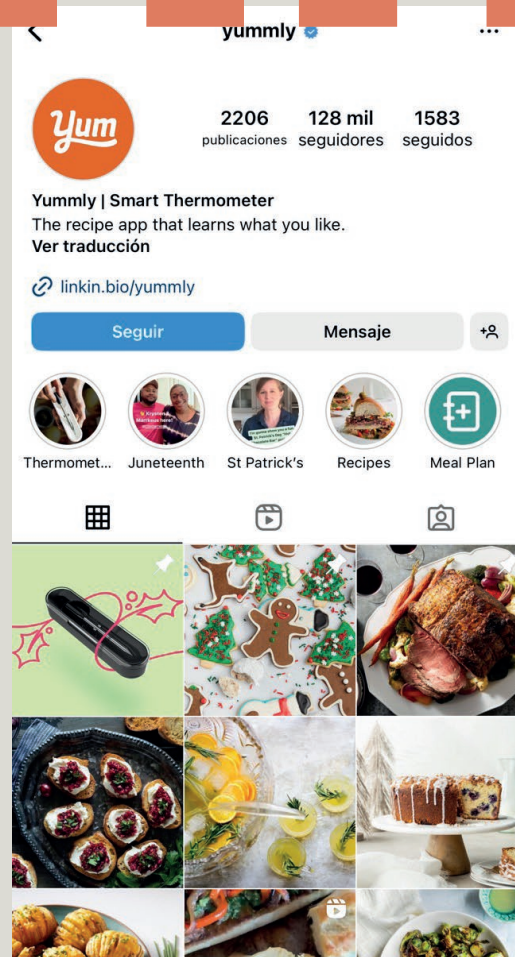 yummly
Yum
2206 128 mil 1583
publicaciones seguidores seguidos
Yummly | Smart Thermometer
The recipe app that learns what you like.
Ver traducción
linkin.bio/yummly
Seguir Mensaje
Thermomet... Juneteenth St Patrick's Recipes Meal Plan